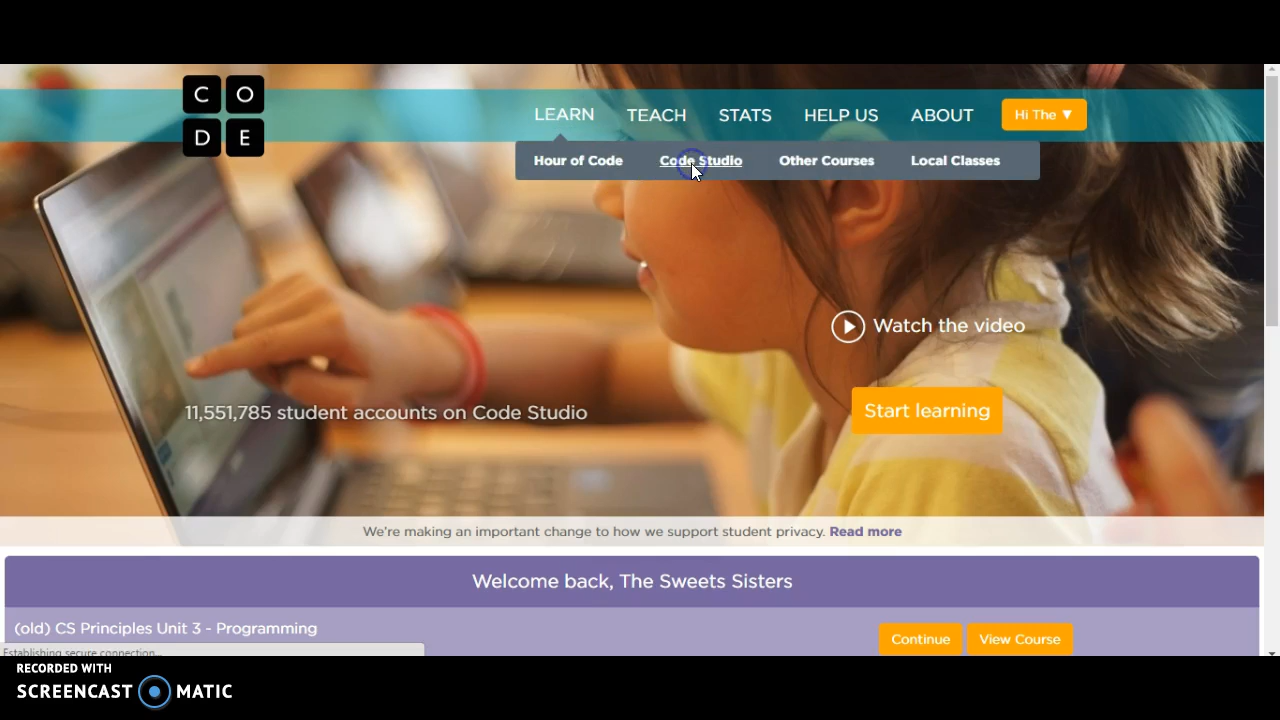 C O
D E
LEARN TEACH STATS HELP US ABOUT Hi The ▼
Hour of Code Code Studio Other Courses Local Classes
Watch the video
11,551,785 student accounts on Code Studio
Start learning
We're making an important change to how we support student privacy. Read more
Welcome back, The Sweets Sisters
(old) CS Principles Unit 3 - Programming
Continue View Course
Establishing secure connection...
RECORDED WITH
SCREENCAST MATIC